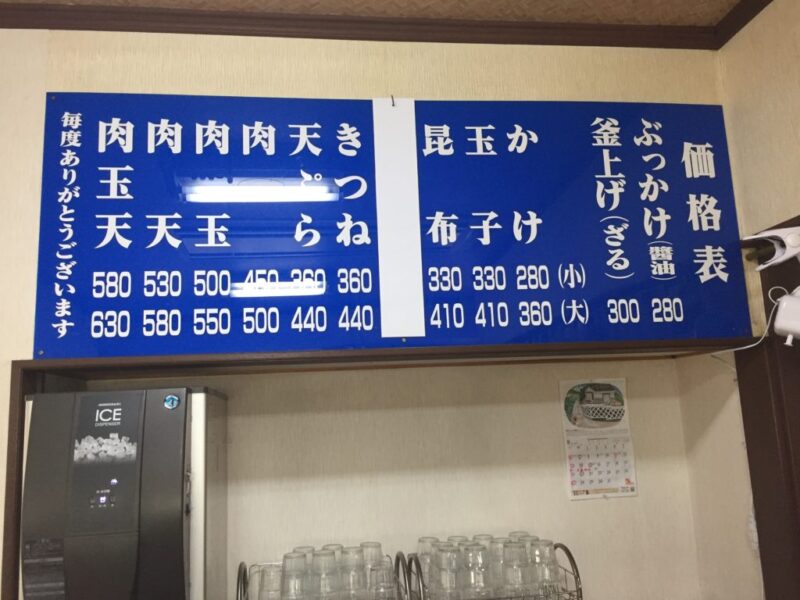 価格表
ぶっかけ(醤油) 280
釜上げ(ざる) 300
(小) (大)
かけ 280 360
玉子 330 410
昆布 330 410
きつね 360 440
天ぷら 360 440
肉 450 500
肉玉 500 550
肉天 530 580
肉玉天 580 630
毎度ありがとうございます
ICE
DISPENSER